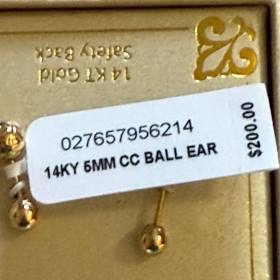 14 KT Gold
Safety Back
027657956214
14KY 5MM CC BALL EAR
$200.00